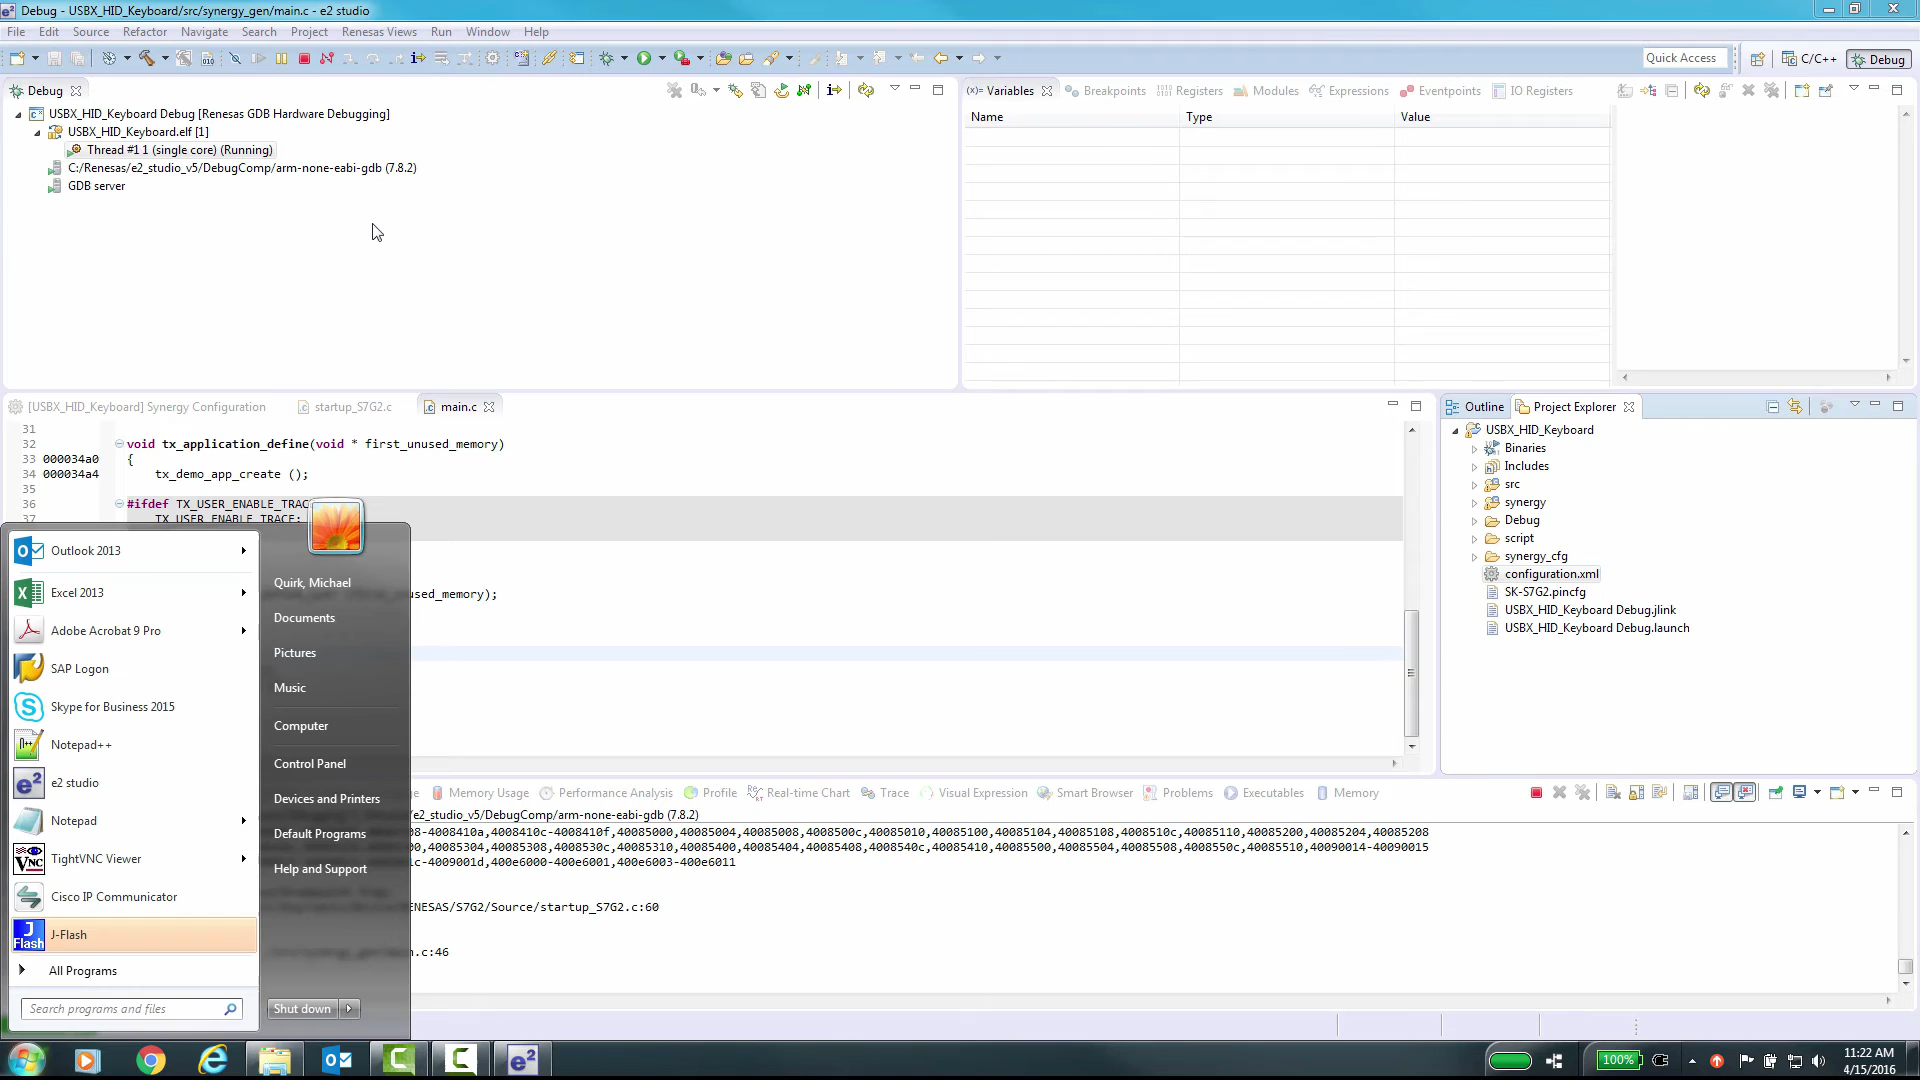 Debug - USBX_HID_Keyboard/src/synergy_gen/main.c - e2 studio
File Edit Source Refactor Navigate Search Project Renesas Views Run Window Help
Quick Access C/C++ Debug
Debug
USBX_HID_Keyboard Debug [Renesas GDB Hardware Debugging]
USBX_HID_Keyboard.elf [1]
Thread #1 1 (single core) (Running)
C:/Renesas/e2_studio_v5/DebugComp/arm-none-eabi-gdb (7.8.2)
GDB server
(x)= Variables Breakpoints Registers Modules Expressions Eventpoints IO Registers
Name Type Value
[USBX_HID_Keyboard] Synergy Configuration startup_S7G2.c main.c
31
32 void tx_application_define(void * first_unused_memory)
33 000034a0 {
34 000034a4 tx_demo_app_create ();
35
36 #ifdef TX_USER_ENABLE_TRAC
37 TX_USER_ENABLE_TRACE;
used_memory);
Outline Project Explorer
USBX_HID_Keyboard
Binaries
Includes
src
synergy
Debug
script
synergy_cfg
configuration.xml
SK-S7G2.pincfg
USBX_HID_Keyboard Debug.jlink
USBX_HID_Keyboard Debug.launch
Outlook 2013
Excel 2013
Adobe Acrobat 9 Pro
SAP Logon
Skype for Business 2015
Notepad++
e2 studio
Notepad
TightVNC Viewer
Cisco IP Communicator
J-Flash
All Programs
Search programs and files
Quirk, Michael
Documents
Pictures
Music
Computer
Control Panel
Devices and Printers
Default Programs
Help and Support
Shut down
ge Memory Usage Performance Analysis Profile Real-time Chart Trace Visual Expression Smart Browser Problems Executables Memory
e2_studio_v5/DebugComp/arm-none-eabi-gdb (7.8.2)
08-4008410a,4008410c-4008410f,40085000,40085004,40085008,4008500c,40085010,40085100,40085104,40085108,4008510c,40085110,40085200,40085204,40085208
00,40085304,40085308,4008530c,40085310,40085400,40085404,40085408,4008540c,40085410,40085500,40085504,40085508,4008550c,40085510,40090014-40090015
1c-4009001d,400e6000-400e6001,400e6003-400e6011
ENESAS/S7G2/Source/startup_S7G2.c:60
.c:46
100%
11:22 AM
4/15/2016